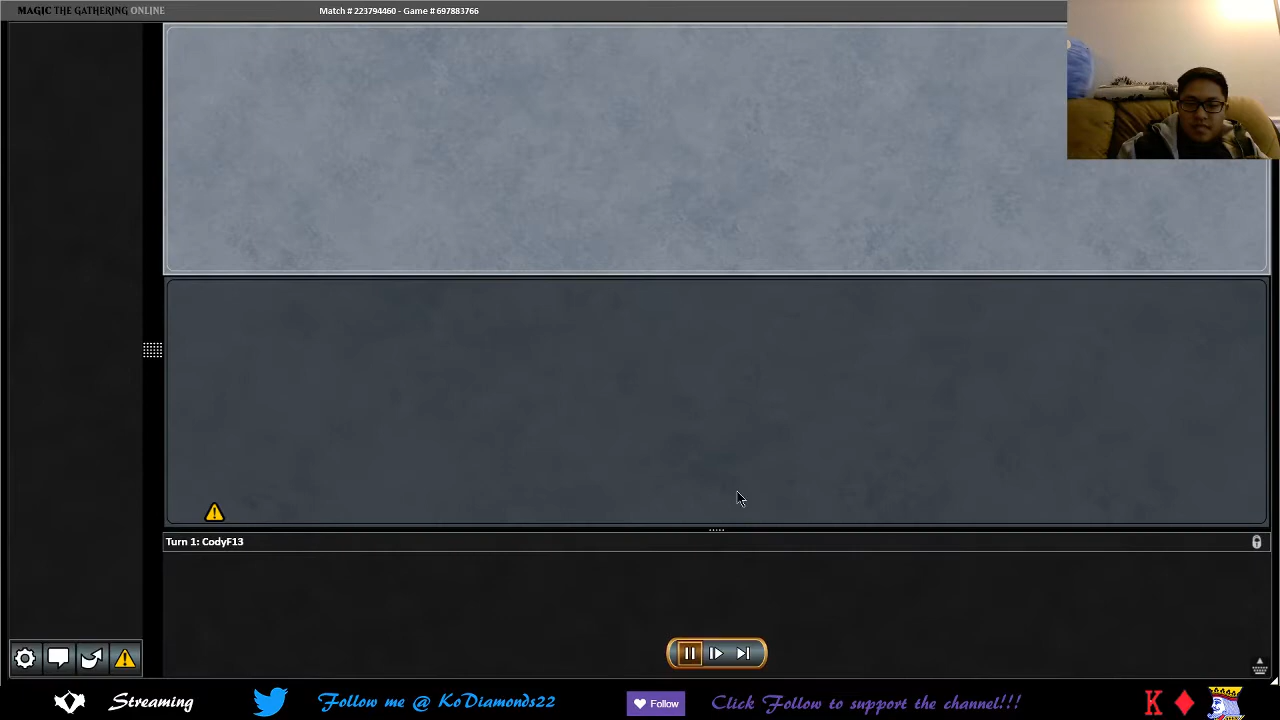 MAGIC THE GATHERING ONLINE
Match # 223794460 - Game # 697883766
Turn 1: CodyF13
Streaming
Follow me @ KoDiamonds22
Follow
Click Follow to support the channel!!!
K